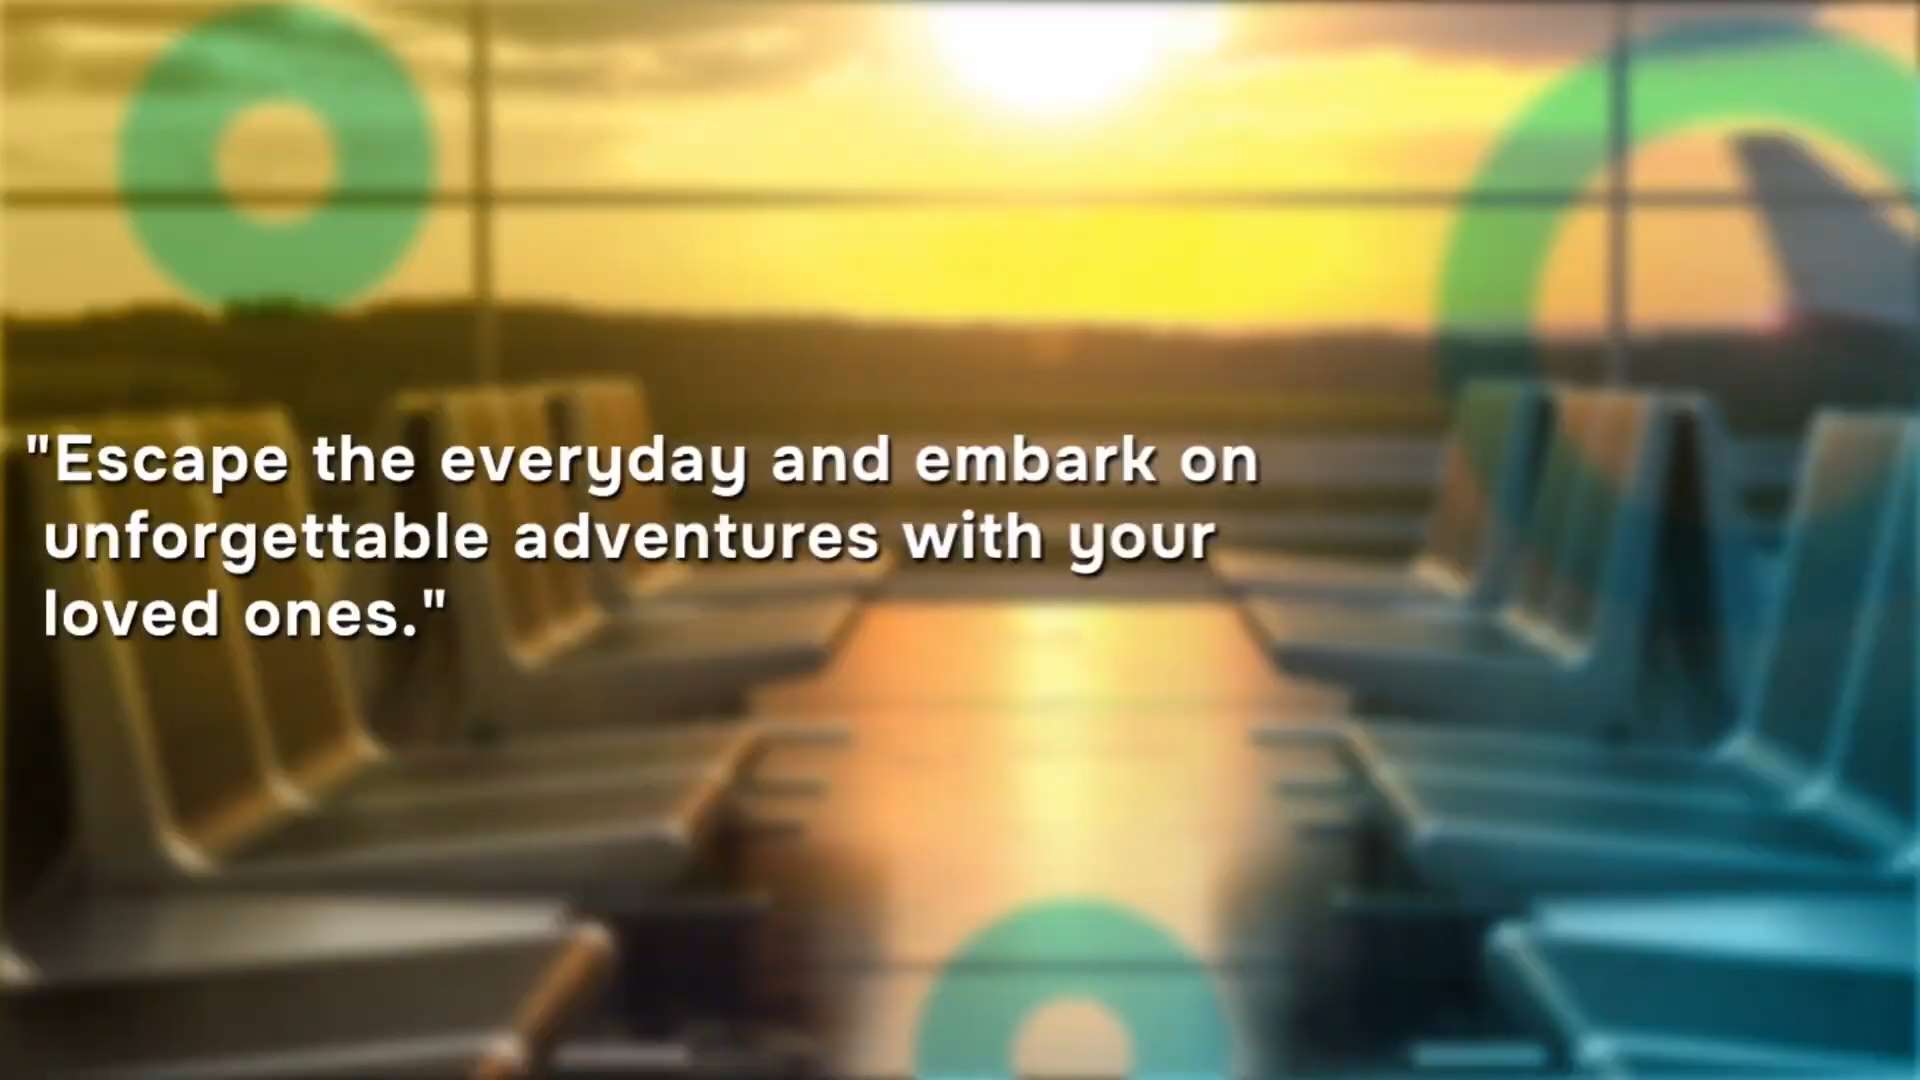 "Escape the everyday and embark on
unforgettable adventures with your
loved ones."